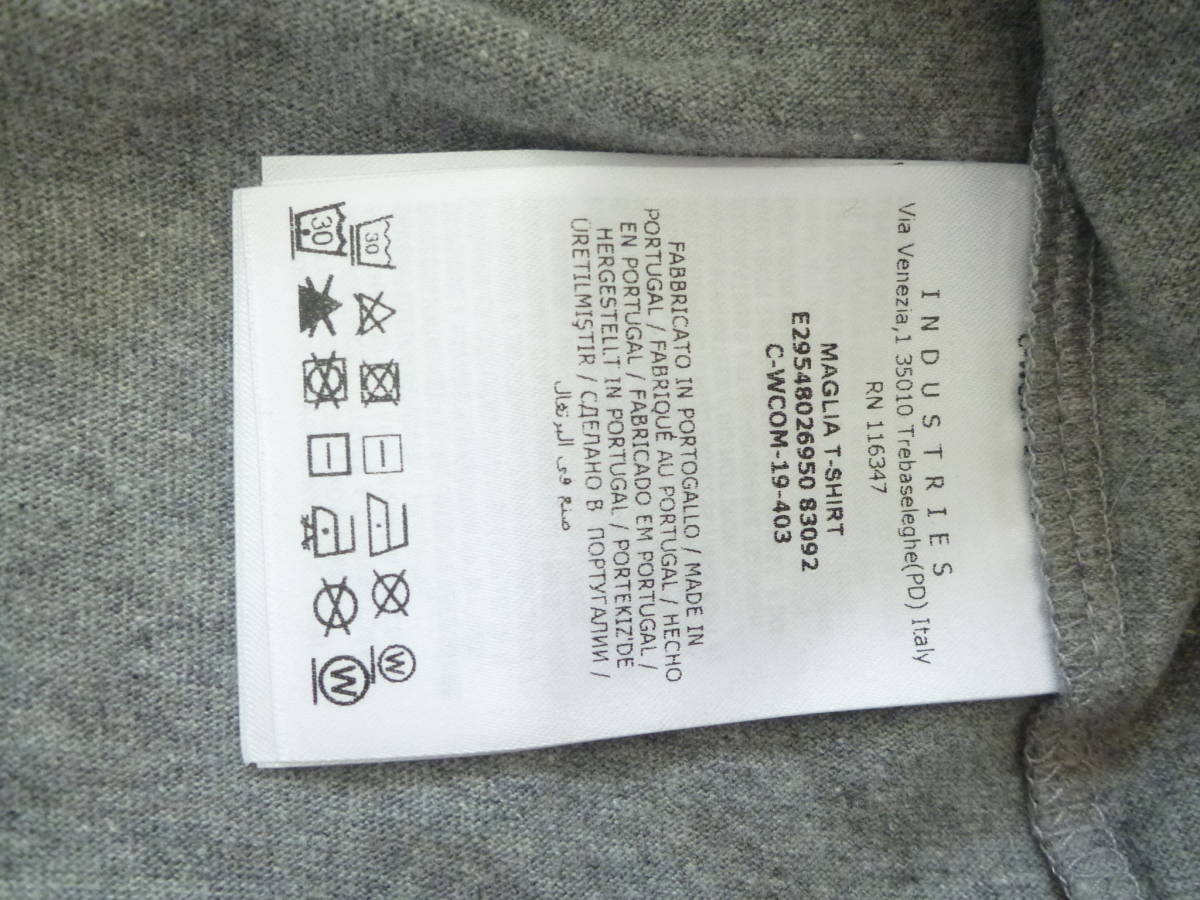 INDUSTRIES
Via Venezia,1 35010 Trebaseleghe(PD) Italy
RN 116347
MAGLIA T-SHIRT
E29548026950 83092
C-WCOM-19-403
FABBRICATO IN PORTOGALLO / MADE IN
PORTUGAL / FABRIQUÉ AU PORTUGAL / HECHO
EN PORTUGAL / FABRICADO EM PORTUGAL /
HERGESTELLT IN PORTUGAL / PORTEKIZ'DE
ÜRETILMIŞTIR / СДЕЛАНО В ПОРТУГАЛИИ /
صنع في البرتغال
30
W
30
W